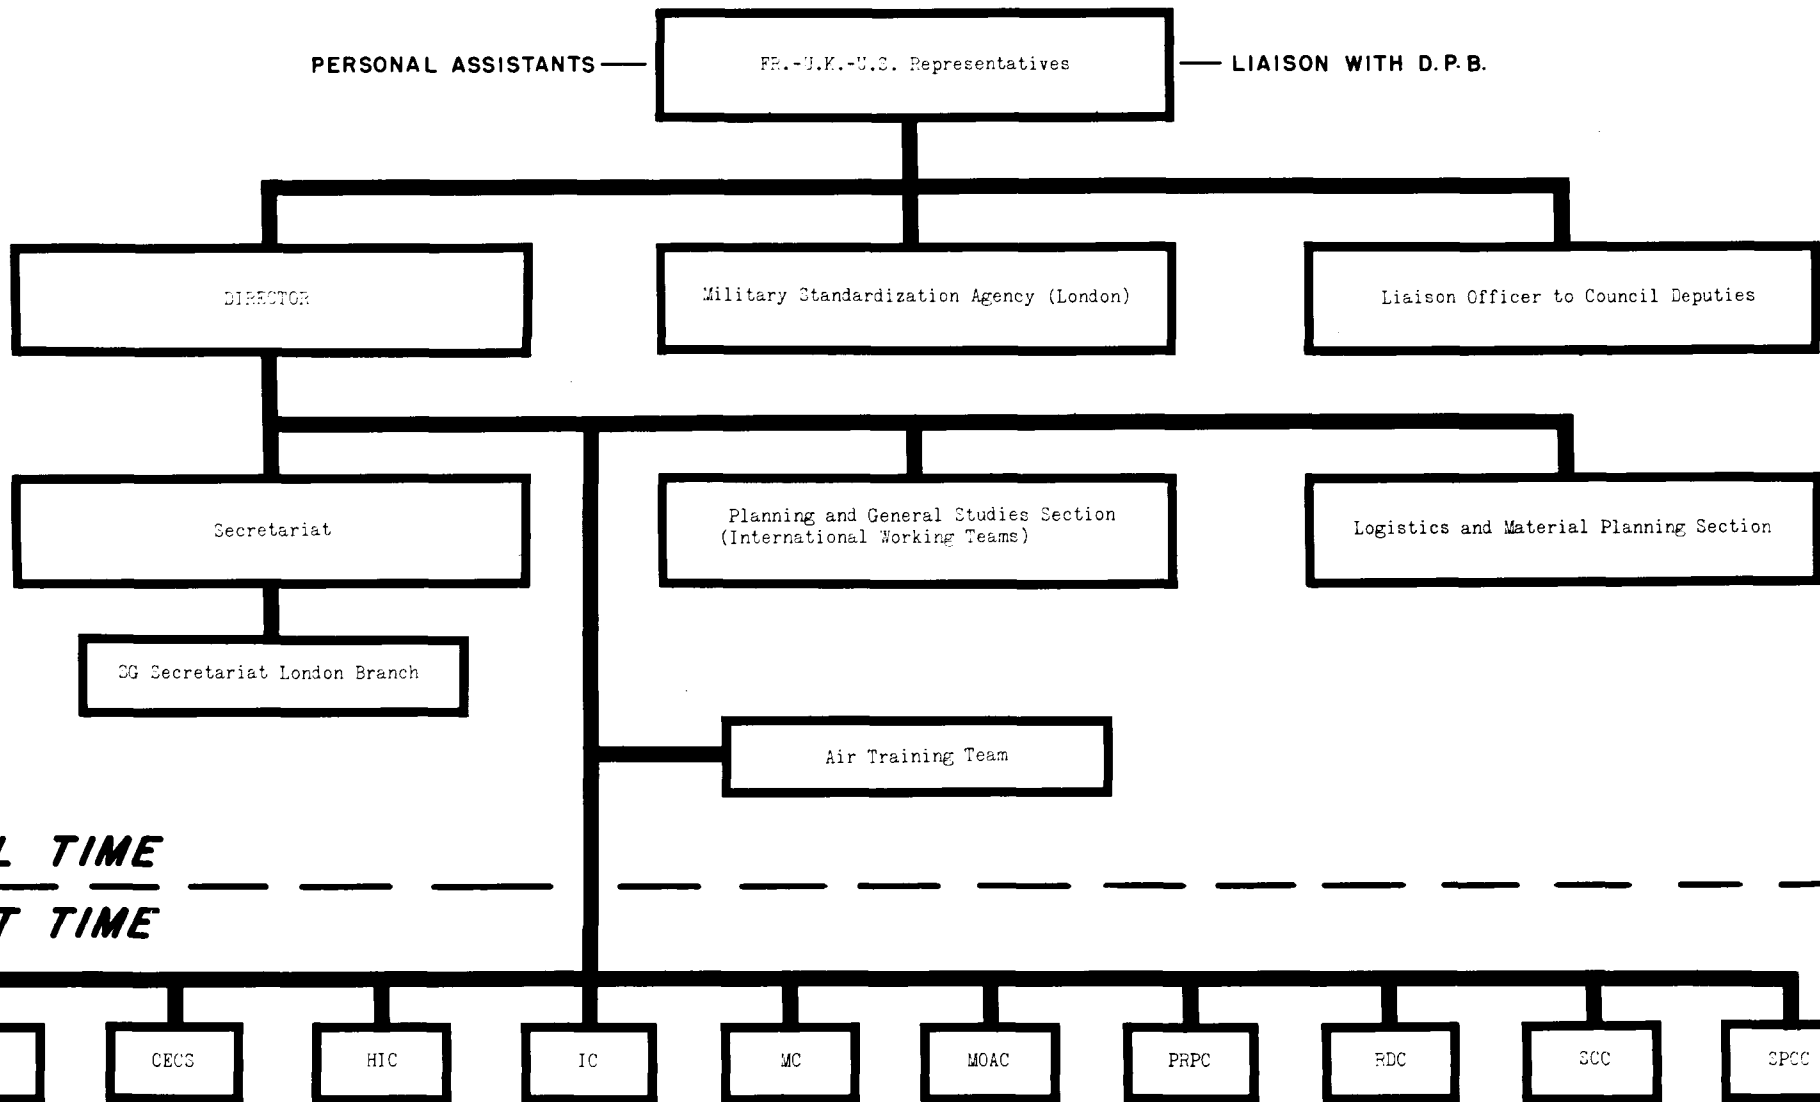 PERSONAL ASSISTANTS
FR.-U.K.-U.S. Representatives
LIAISON WITH D.P.B.
DIRECTOR
Military Standardization Agency (London)
Liaison Officer to Council Deputies
Secretariat
Planning and General Studies Section
(International Working Teams)
Logistics and Material Planning Section
SG Secretariat London Branch
Air Training Team
L TIME
T TIME
CECS
HIC
IC
MC
MOAC
PRPC
RDC
SCC
SPCC